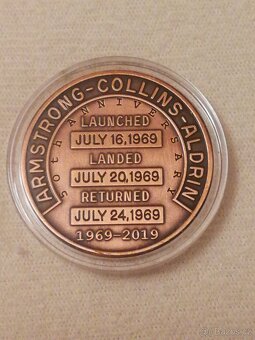 ARMSTRONG-COLLINS-ALDRIN
50TH ANNIVERSARY
LAUNCHED
JULY 16,1969
LANDED
JULY 20,1969
RETURNED
JULY 24,1969
1969-2019